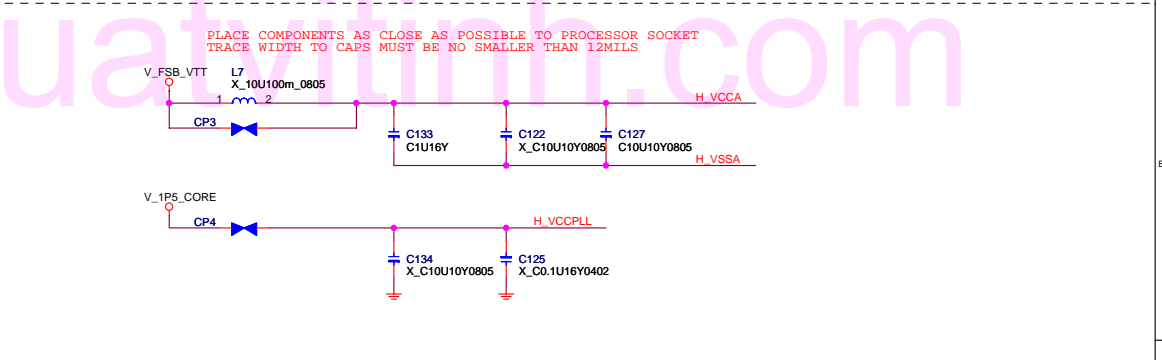 uatvitinh.com
PLACE COMPONENTS AS CLOSE AS POSSIBLE TO PROCESSOR SOCKET
TRACE WIDTH TO CAPS MUST BE NO SMALLER THAN 12MILS
V_FSB_VTT
L7
X_10U100m_0805
1
2
H_VCCA
CP3
C133
C1U16Y
C122
X_C10U10Y0805
C127
C10U10Y0805
H_VSSA
V_1P5_CORE
CP4
H_VCCPLL
C134
X_C10U10Y0805
C125
X_C0.1U16Y0402